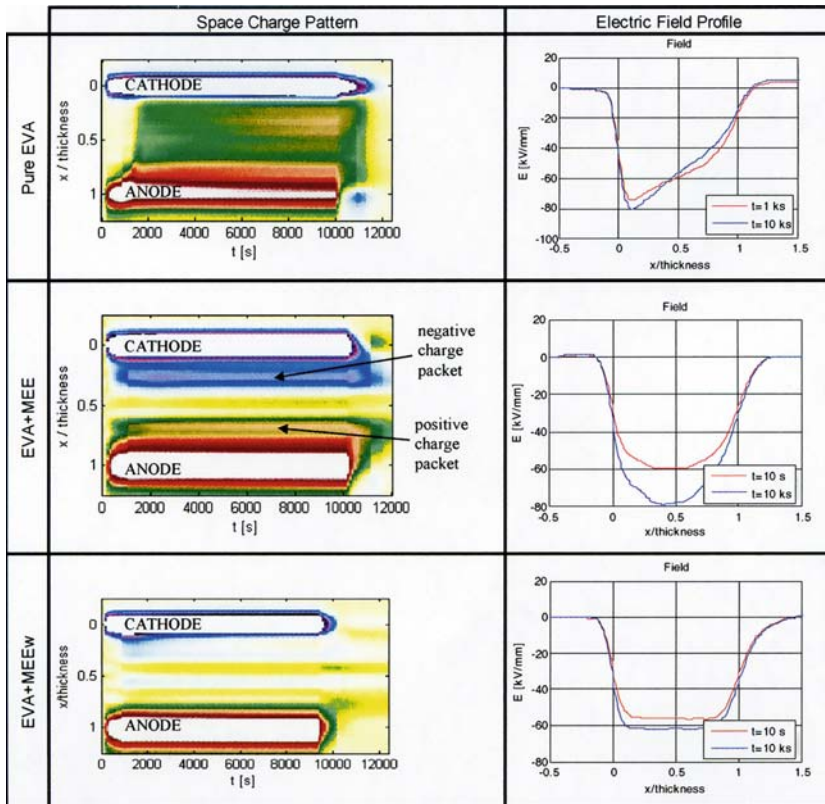 Space Charge Pattern
Electric Field Profile
Pure EVA
CATHODE
ANODE
x / thickness
0
0.5
1
0 2000 4000 6000 8000 10000 12000
t [s]
Field
E [kV/mm]
20
0
-20
-40
-60
-80
-100
-0.5 0 0.5 1 1.5
x/thickness
t=1 ks
t=10 ks
EVA+MEE
CATHODE
ANODE
negative
charge
packet
positive
charge
packet
x / thickness
0
0.5
1
0 2000 4000 6000 8000 10000 12000
t [s]
Field
E [kV/mm]
20
0
-20
-40
-60
-80
-0.5 0 0.5 1 1.5
x/thickness
t=10 s
t=10 ks
EVA+MEEw
CATHODE
ANODE
x/thickness
0
0.5
1
0 2000 4000 6000 8000 10000 12000
t [s]
Field
E [kV/mm]
20
0
-20
-40
-60
-80
-0.5 0 0.5 1 1.5
x/thickness
t=10 s
t=10 ks